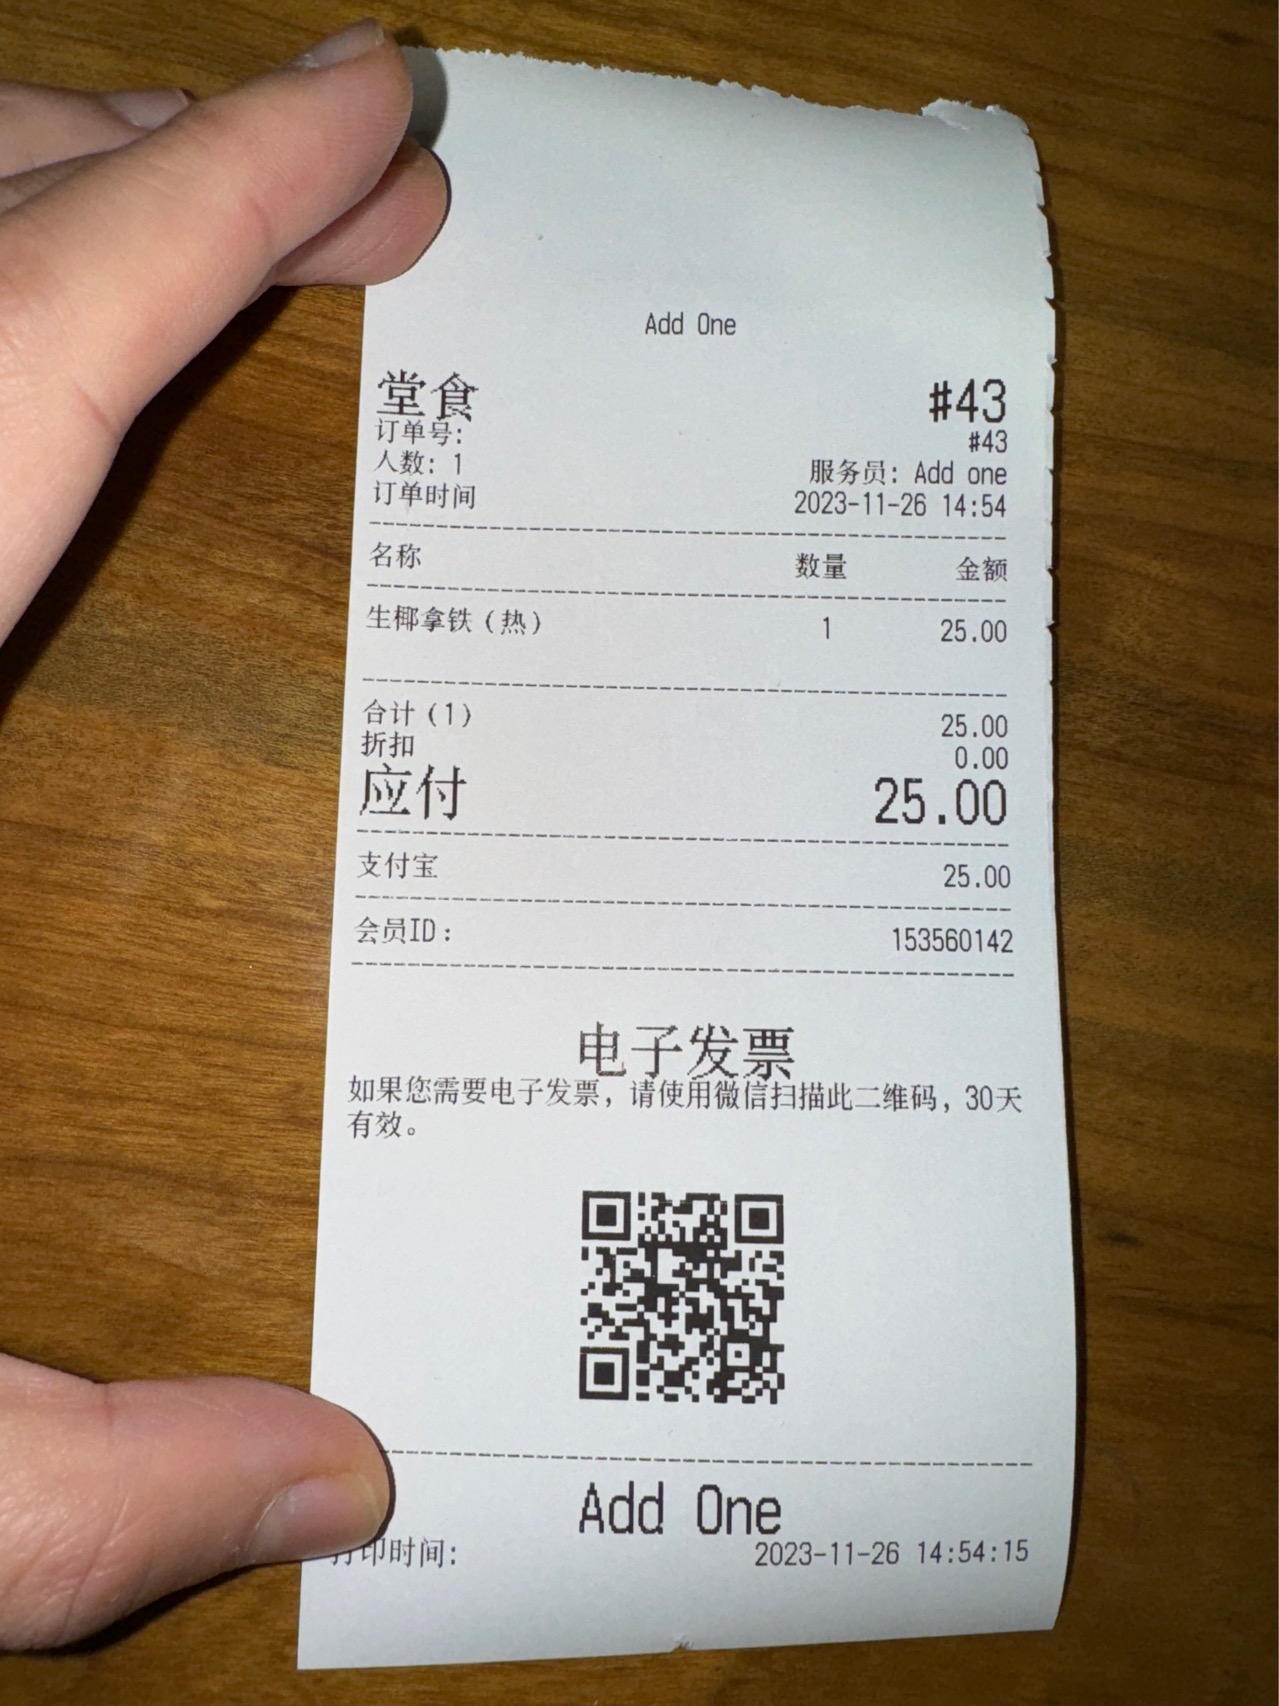 Add One
堂食 #43
订单号: #43
人数: 1 服务员: Add one
订单时间 2023-11-26 14:54
名称 数量 金额
生椰拿铁（热） 1 25.00
合计(1) 25.00
折扣 0.00
应付 25.00
支付宝 25.00
会员ID: 153560142
电子发票
如果您需要电子发票，请使用微信扫描此二维码，30天
有效。
Add One
打印时间: 2023-11-26 14:54:15